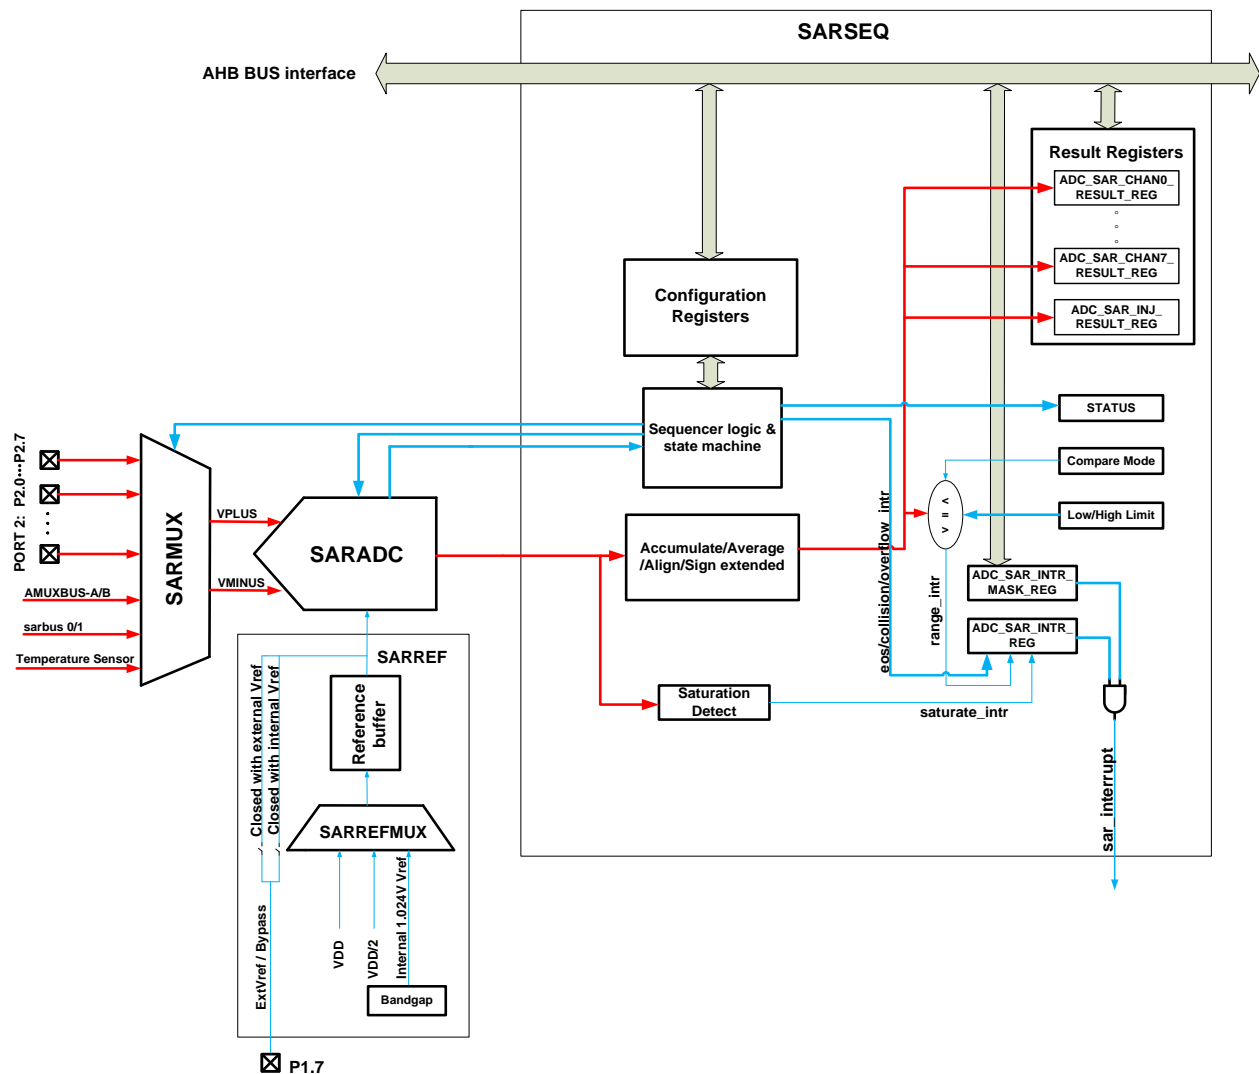 SARSEQ
AHB BUS interface
Result Registers
ADC_SAR_CHAN0_
RESULT_REG
ADC_SAR_CHAN7_
RESULT_REG
ADC_SAR_INJ_
RESULT_REG
Configuration
Registers
Sequencer logic &
state machine
STATUS
Compare Mode
Low/High Limit
< = >
PORT 2: P2.0···P2.7
SARMUX
VPLUS
VMINUS
SARADC
Accumulate/Average
/Align/Sign extended
AMUXBUS-A/B
sarbus 0/1
Temperature Sensor
eos/collision/overflow_intr
range_intr
ADC_SAR_INTR_
MASK_REG
ADC_SAR_INTR_
REG
Saturation
Detect
saturate_intr
sar_interrupt
SARREF
Closed with external Vref
Closed with internal Vref
Reference
buffer
SARREFMUX
ExtVref / Bypass
VDD
VDD/2
Internal 1.024V Vref
Bandgap
P1.7